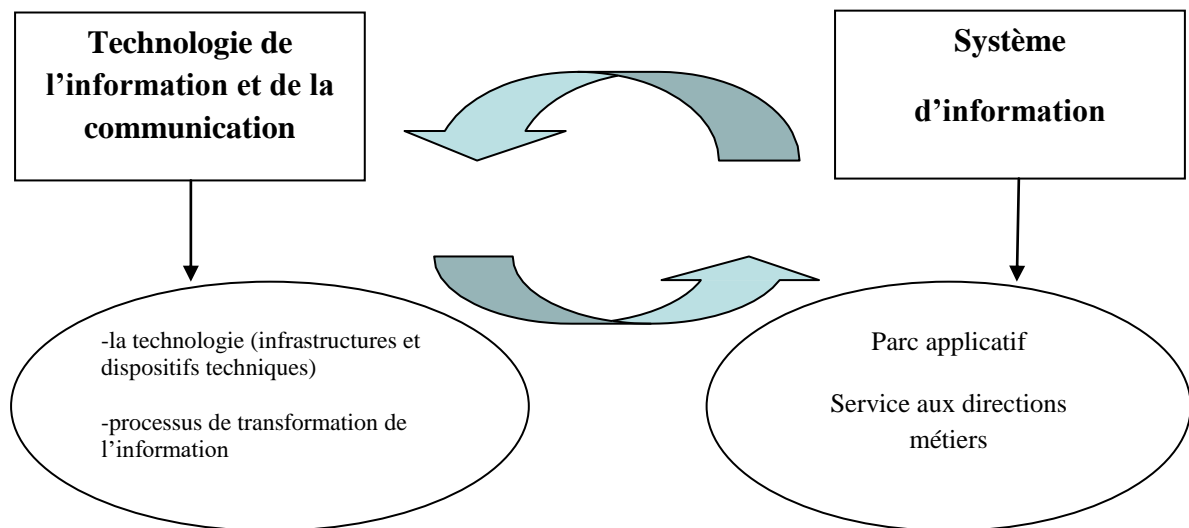 Technologie de
l’information et de la
communication
Système
d’information
-la technologie (infrastructures et
dispositifs techniques)
-processus de transformation de
l’information
Parc applicatif
Service aux directions
métiers